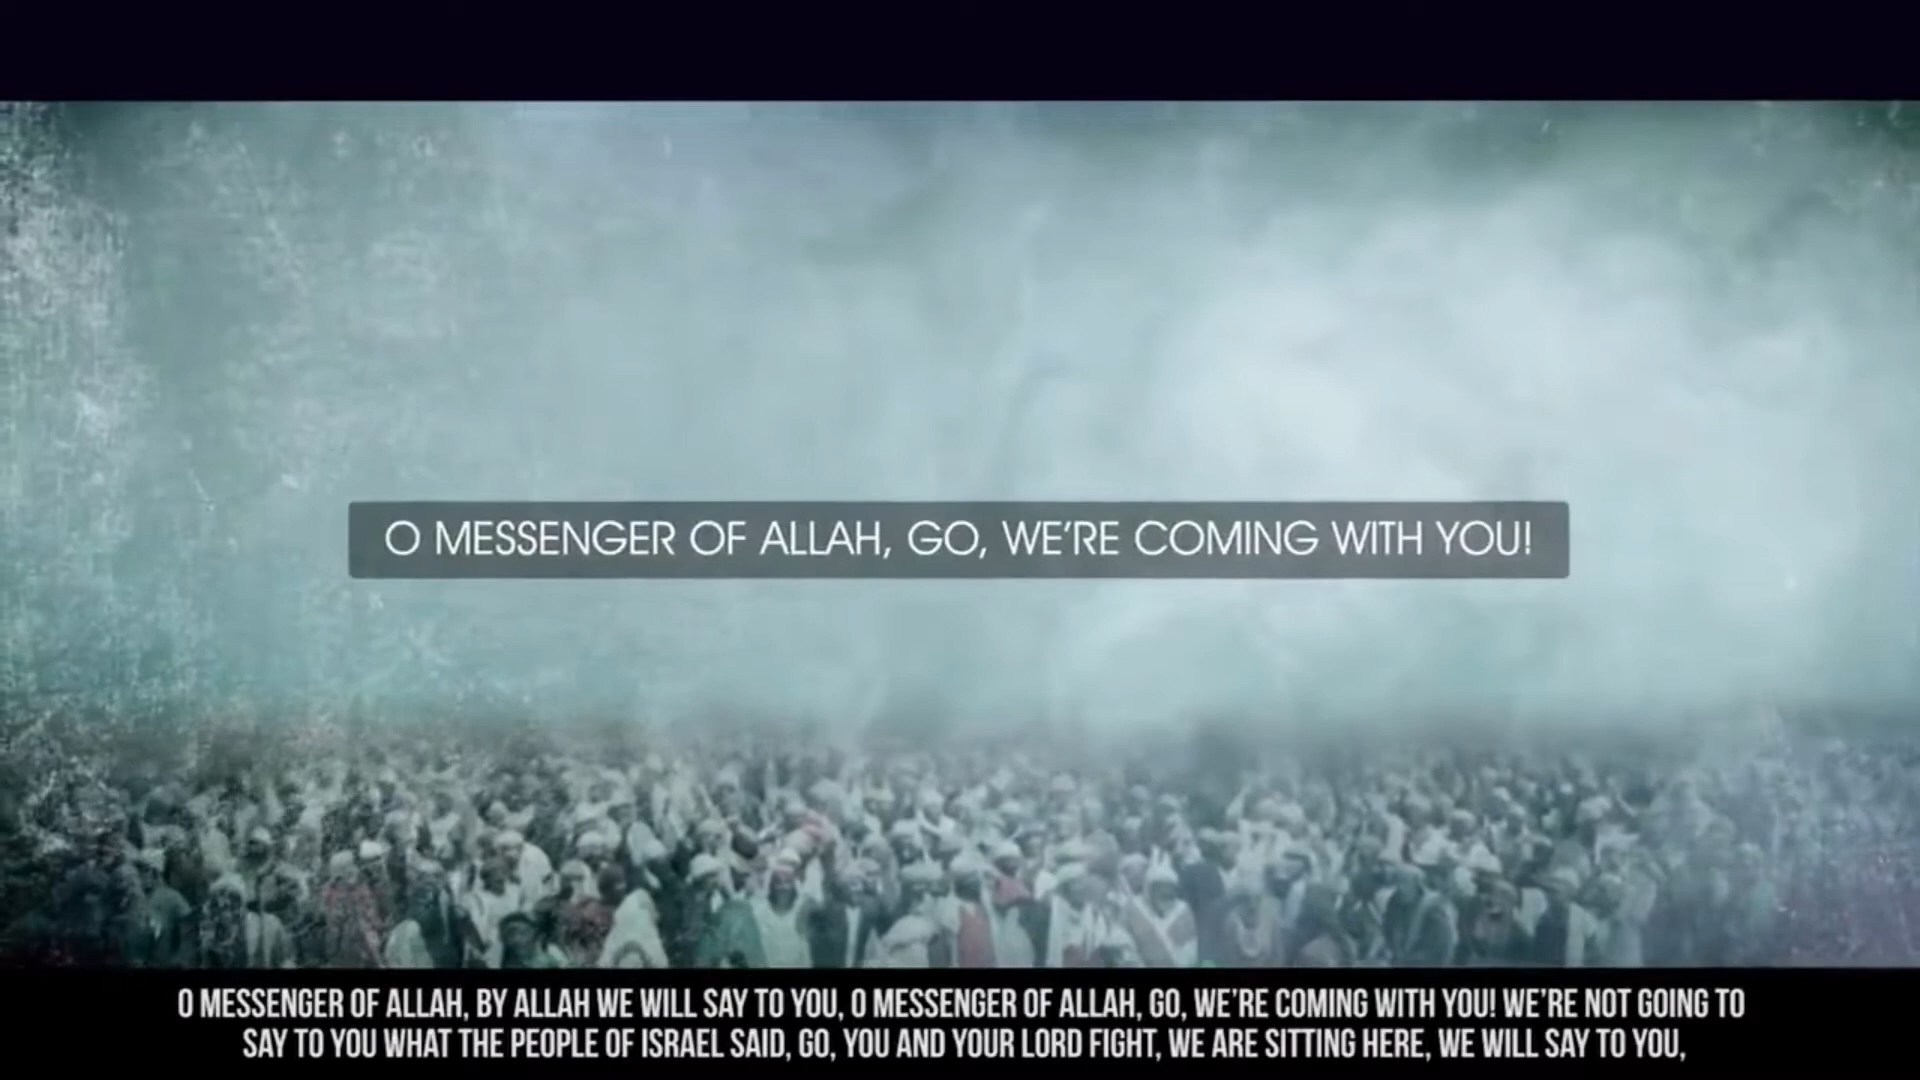 O MESSENGER OF ALLAH, GO, WE'RE COMING WITH YOU!
O MESSENGER OF ALLAH, BY ALLAH WE WILL SAY TO YOU, O MESSENGER OF ALLAH, GO, WE'RE COMING WITH YOU! WE'RE NOT GOING TO
SAY TO YOU WHAT THE PEOPLE OF ISRAEL SAID, GO, YOU AND YOUR LORD FIGHT, WE ARE SITTING HERE, WE WILL SAY TO YOU,